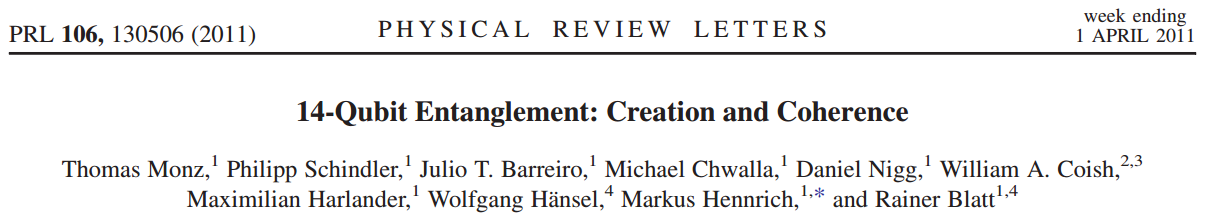 PRL 106, 130506 (2011)
PHYSICAL REVIEW LETTERS
week ending
1 APRIL 2011
14-Qubit Entanglement: Creation and Coherence
Thomas Monz,1 Philipp Schindler,1 Julio T. Barreiro,1 Michael Chwalla,1 Daniel Nigg,1 William A. Coish,2,3
Maximilian Harlander,1 Wolfgang Hänsel,4 Markus Hennrich,1,* and Rainer Blatt1,4